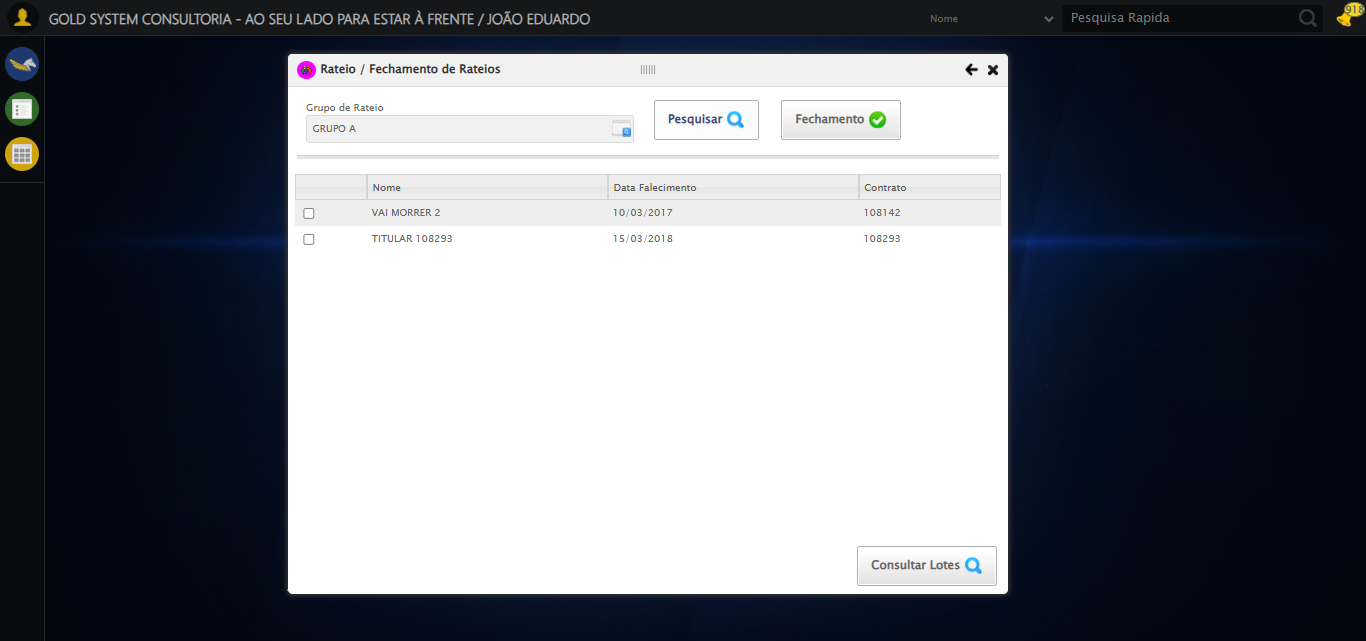 GOLD SYSTEM CONSULTORIA - AO SEU LADO PARA ESTAR À FRENTE / JOÃO EDUARDO
Nome
Pesquisa Rapida
918
Rateio / Fechamento de Rateios
Grupo de Rateio
GRUPO A
Pesquisar
Fechamento
Nome Data Falecimento Contrato
VAI MORRER 2 10/03/2017 108142
TITULAR 108293 15/03/2018 108293
Consultar Lotes